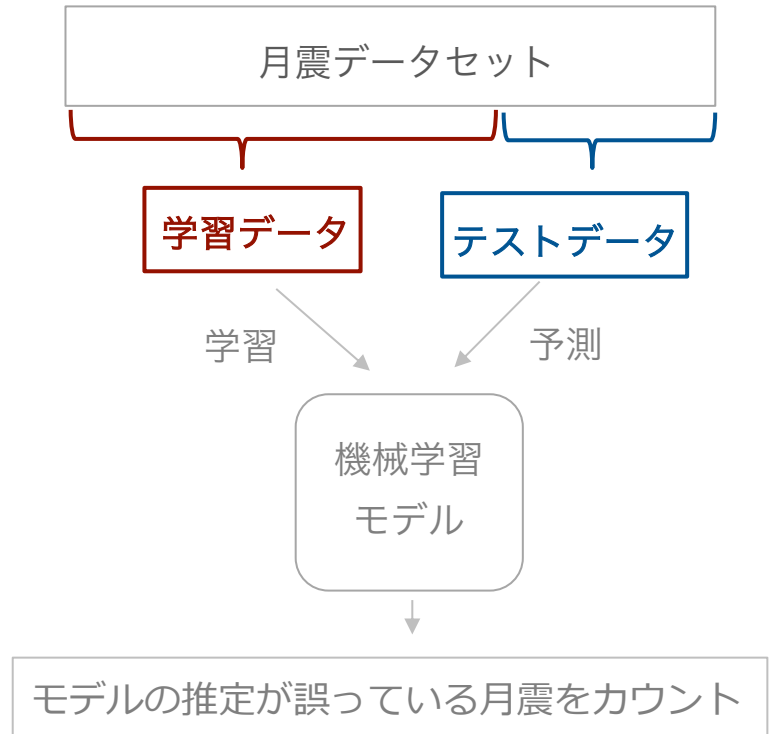 月震データセット
学習データ
テストデータ
学習
予測
機械学習
モデル
モデルの推定が誤っている月震をカウント